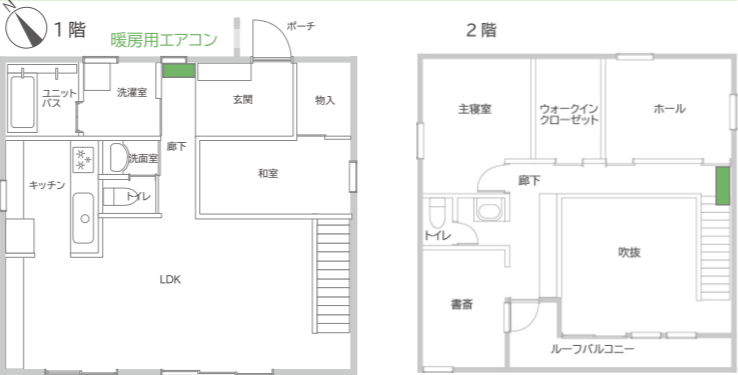 N
1階
暖房用エアコン
ポーチ
ユニット
バス
洗濯室
玄関
物入
廊下
洗面室
キッチン
トイレ
和室
LDK
2階
主寝室
ウォークイン
クローゼット
ホール
廊下
トイレ
吹抜
書斎
ルーフバルコニー